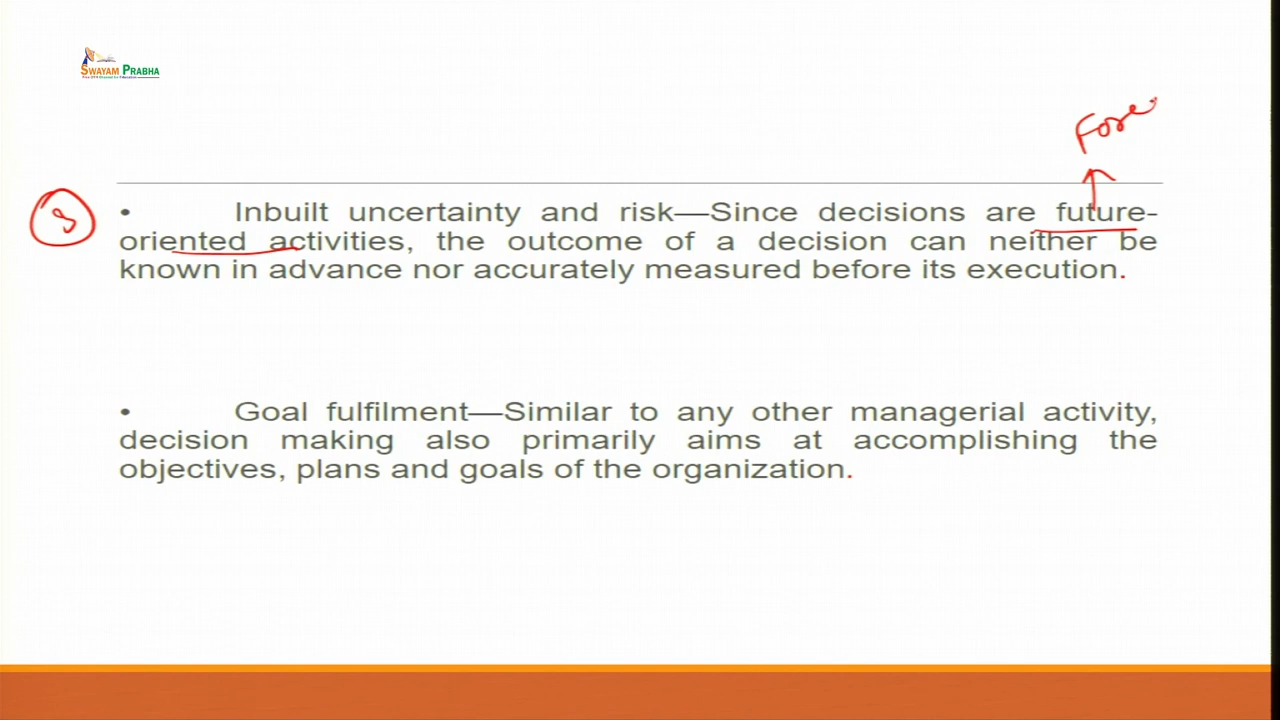 SWAYAM PRABHA
Fore
• Inbuilt uncertainty and risk—Since decisions are future-
oriented activities, the outcome of a decision can neither be
known in advance nor accurately measured before its execution.
• Goal fulfilment—Similar to any other managerial activity,
decision making also primarily aims at accomplishing the
objectives, plans and goals of the organization.